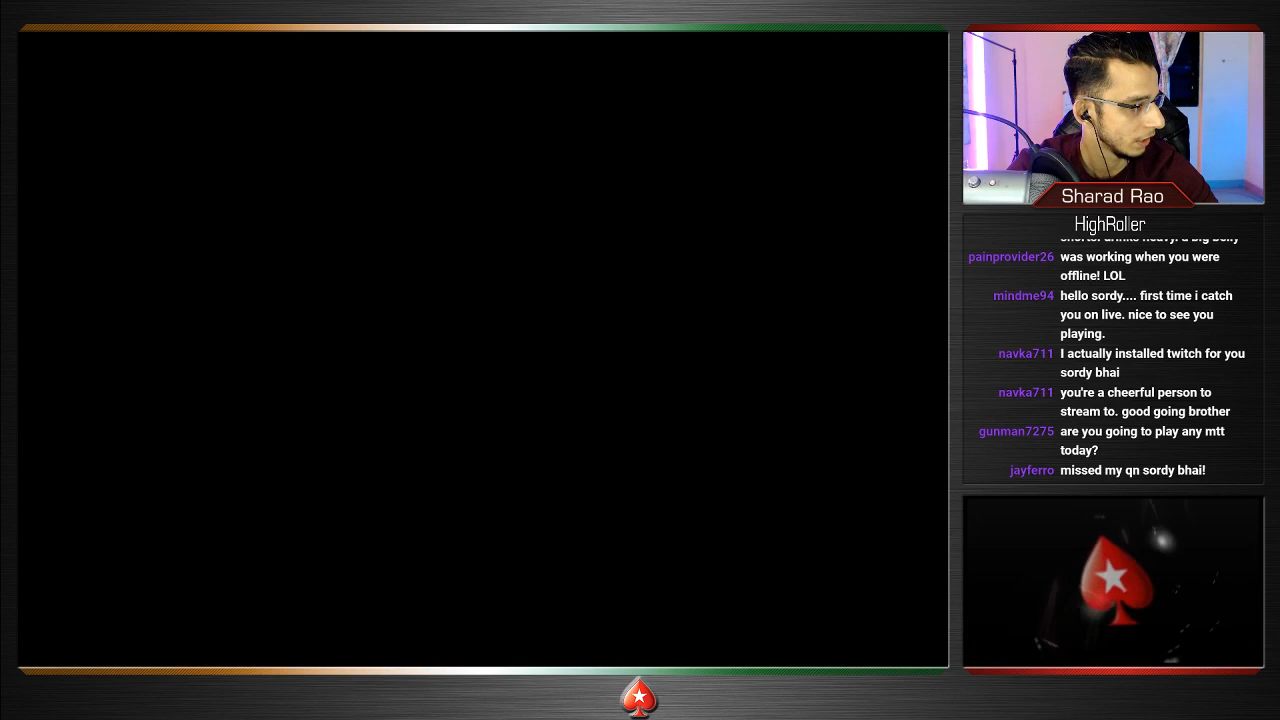 Sharad Rao
HighRoller
painprovider26 was working when you were
offline! LOL
mindme94 hello sordy.... first time i catch
you on live. nice to see you
playing.
navka711 I actually installed twitch for you
sordy bhai
navka711 you're a cheerful person to
stream to. good going brother
gunman7275 are you going to play any mtt
today?
jayferro missed my qn sordy bhai!